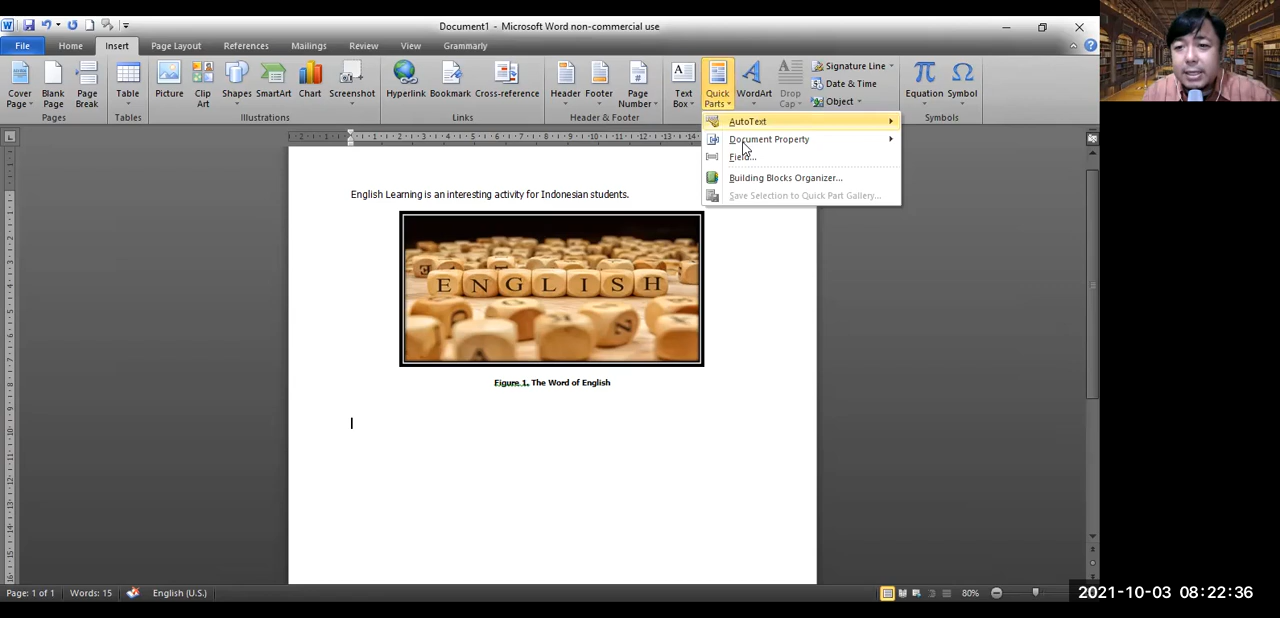 Document1 - Microsoft Word non-commercial use
File Home Insert Page Layout References Mailings Review View Grammarly
Cover Page Blank Page Page Break Table Picture Clip Art Shapes SmartArt Chart Screenshot Hyperlink Bookmark Cross-reference Header Footer Page Number Text Box Quick Parts WordArt Drop Cap Signature Line Date & Time Object Equation Symbol
Pages Tables Illustrations Links Header & Footer Symbols
AutoText
Document Property
Field...
Building Blocks Organizer...
Save Selection to Quick Part Gallery...
English Learning is an interesting activity for Indonesian students.
ENGLISH
Figure 1. The Word of English
Page: 1 of 1 Words: 15 English (U.S.) 80%
2021-10-03 08:22:36